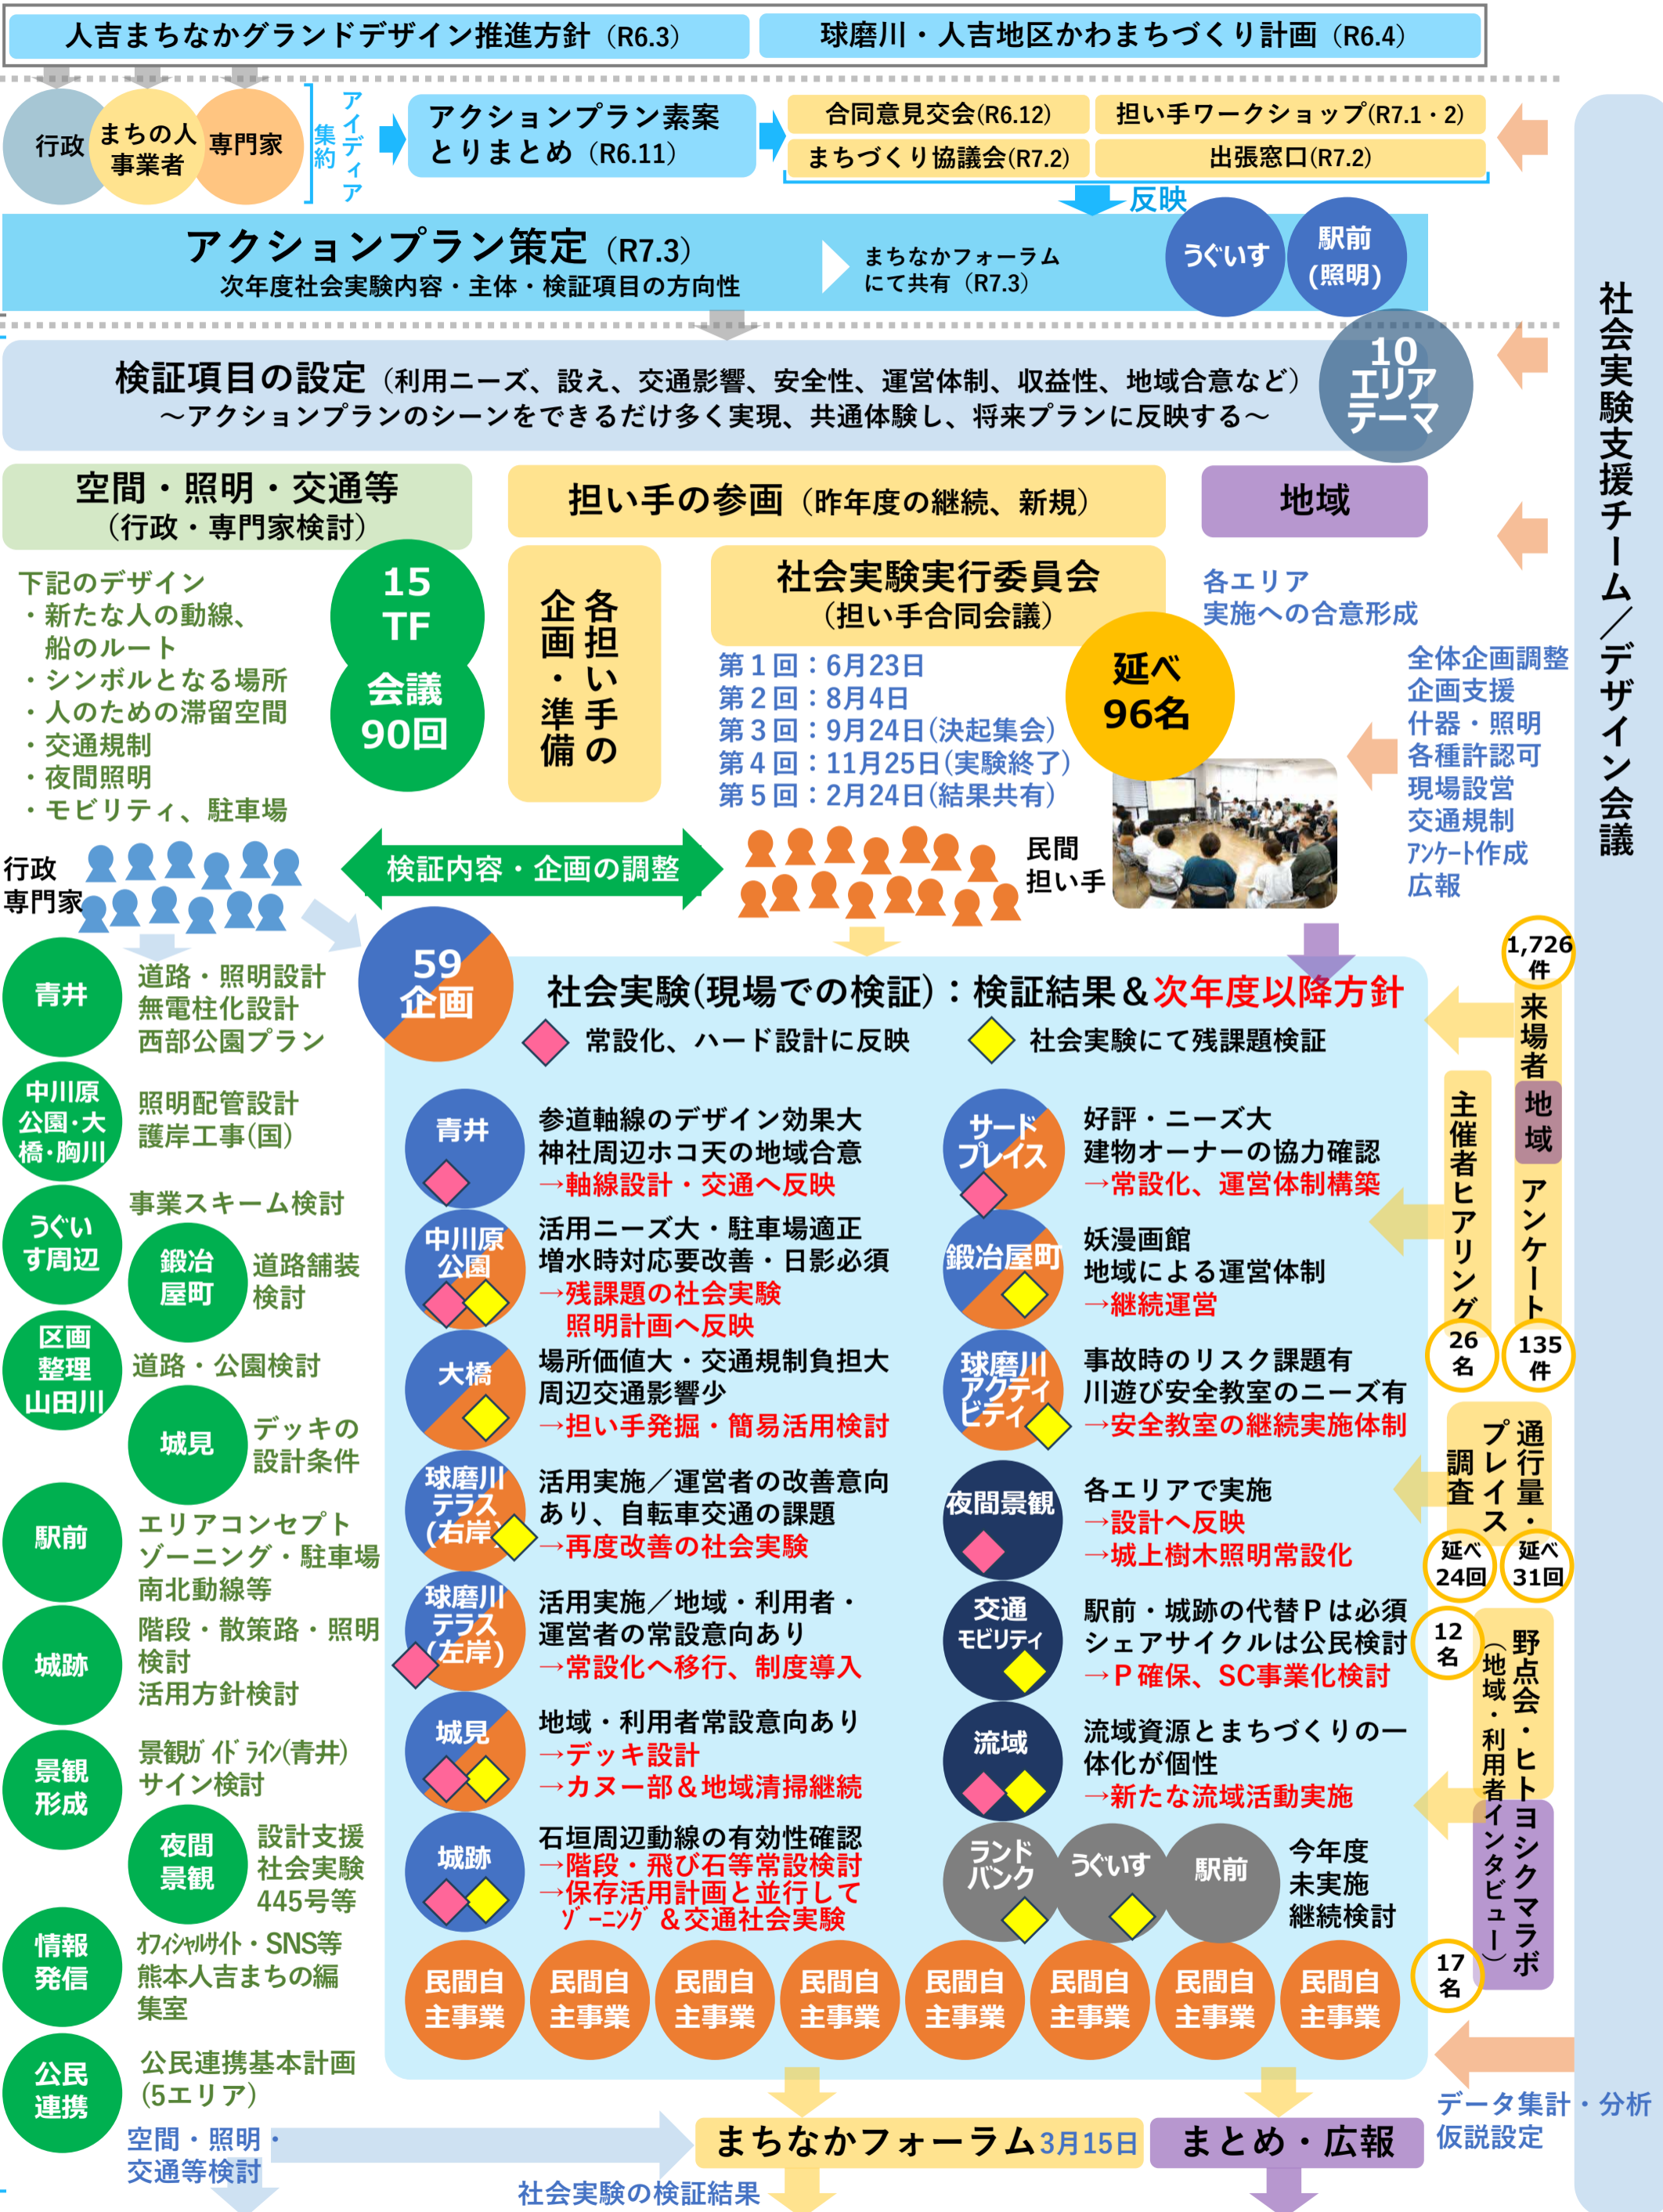 人吉まちなかグランドデザイン推進方針（R6.3）
球磨川・人吉地区かわまちづくり計画（R6.4）
行政
まちの人
事業者
専門家
アイディア
集約
アクションプラン素案
とりまとめ（R6.11）
合同意見交会(R6.12)
担い手ワークショップ(R7.1・2)
まちづくり協議会(R7.2)
出張窓口(R7.2)
反映
アクションプラン策定（R7.3）
次年度社会実験内容・主体・検証項目の方向性
まちなかフォーラム
にて共有（R7.3）
うぐいす
駅前
(照明)
検証項目の設定（利用ニーズ、設え、交通影響、安全性、運営体制、収益性、地域合意など）
～アクションプランのシーンをできるだけ多く実現、共通体験し、将来プランに反映する～
10
エリア
テーマ
社会実験支援チーム／デザイン会議
空間・照明・交通等
（行政・専門家検討）
担い手の参画（昨年度の継続、新規）
地域
下記のデザイン
・新たな人の動線、
船のルート
・シンボルとなる場所
・人のための滞留空間
・交通規制
・夜間照明
・モビリティ、駐車場
15
TF
会議
90回
各担い手の
企画・準備
社会実験実行委員会
（担い手合同会議）
第１回：6月23日
第２回：8月4日
第３回：9月24日(決起集会)
第４回：11月25日(実験終了)
第５回：2月24日(結果共有)
延べ
96名
各エリア
実施への合意形成
全体企画調整
企画支援
什器・照明
各種許認可
現場設営
交通規制
ｱﾝｹｰﾄ作成
広報
行政
専門家
検証内容・企画の調整
民間
担い手
青井
道路・照明設計
無電柱化設計
西部公園プラン
中川原
公園・大
橋・胸川
照明配管設計
護岸工事(国)
うぐい
す周辺
事業スキーム検討
鍛冶
屋町
道路舗装
検討
区画
整理
山田川
道路・公園検討
城見
デッキの
設計条件
駅前
エリアコンセプト
ゾーニング・駐車場
南北動線等
城跡
階段・散策路・照明
検討
活用方針検討
景観
形成
景観ｶﾞｲﾄﾞﾗｲﾝ(青井)
サイン検討
夜間
景観
設計支援
社会実験
445号等
情報
発信
ｵﾌｨｼｬﾙｻｲﾄ・SNS等
熊本人吉まちの編
集室
公民
連携
公民連携基本計画
(5エリア)
59
企画
社会実験(現場での検証)：検証結果＆次年度以降方針
常設化、ハード設計に反映
社会実験にて残課題検証
青井
参道軸線のデザイン効果大
神社周辺ホコ天の地域合意
→軸線設計・交通へ反映
中川原
公園
活用ニーズ大・駐車場適正
増水時対応要改善・日影必須
→残課題の社会実験
照明計画へ反映
大橋
場所価値大・交通規制負担大
周辺交通影響少
→担い手発掘・簡易活用検討
球磨川
テラス
(右岸)
活用実施／運営者の改善意向
あり、自転車交通の課題
→再度改善の社会実験
球磨川
テラス
(左岸)
活用実施／地域・利用者・
運営者の常設意向あり
→常設化へ移行、制度導入
城見
地域・利用者常設意向あり
→デッキ設計
→カヌー部＆地域清掃継続
城跡
石垣周辺動線の有効性確認
→階段・飛び石等常設検討
→保存活用計画と並行して
ｿﾞｰﾆﾝｸﾞ＆交通社会実験
サード
プレイス
好評・ニーズ大
建物オーナーの協力確認
→常設化、運営体制構築
鍛冶屋町
妖漫画館
地域による運営体制
→継続運営
球磨川
アクティ
ビティ
事故時のリスク課題有
川遊び安全教室のニーズ有
→安全教室の継続実施体制
夜間景観
各エリアで実施
→設計へ反映
→城上樹木照明常設化
交通
モビリティ
駅前・城跡の代替Ｐは必須
シェアサイクルは公民検討
→Ｐ確保、SC事業化検討
流域
流域資源とまちづくりの一
体化が個性
→新たな流域活動実施
ランド
バンク
うぐいす
駅前
今年度
未実施
継続検討
民間自
主事業
民間自
主事業
民間自
主事業
民間自
主事業
民間自
主事業
民間自
主事業
民間自
主事業
民間自
主事業
1,726
件
来場者
地域
アンケート
135
件
主催者ヒアリング
26
名
通行量・
プレイス
調査
延べ
24回
延べ
31回
12
名
野点会・ヒトヨシクマラボ
（地域・利用者インタビュー）
17
名
データ集計・分析
仮説設定
空間・照明・
交通等検討
まちなかフォーラム3月15日
まとめ・広報
社会実験の検証結果